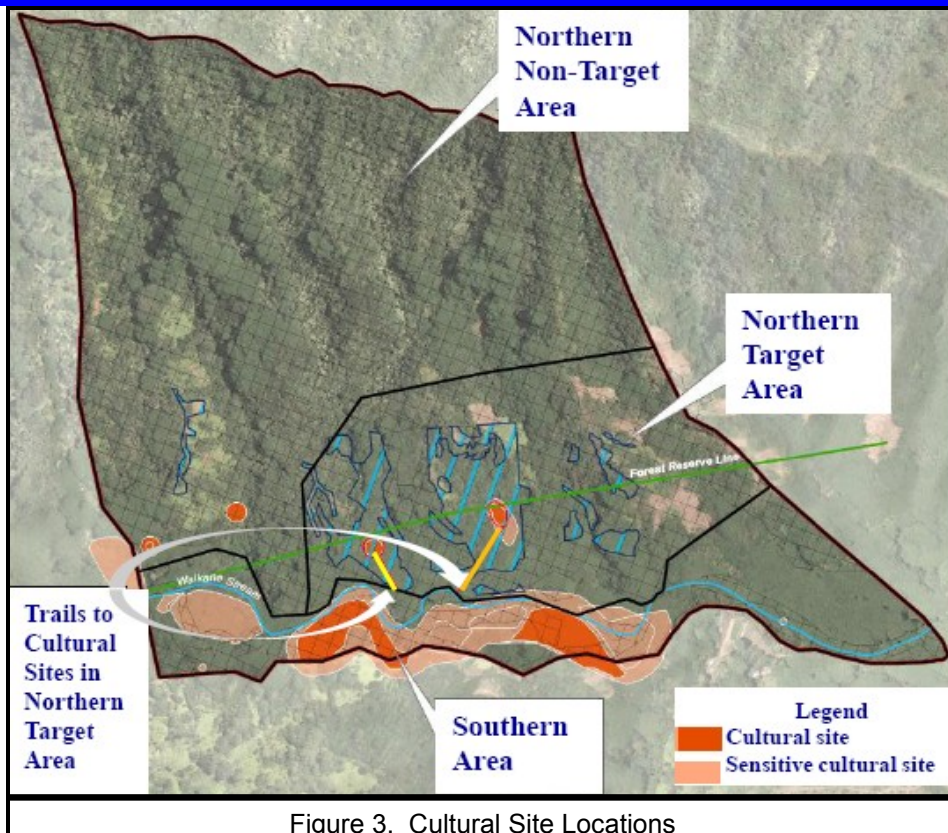 Northern
Non-Target
Area
Northern
Target
Area
Forest Reserve Line
Waikane Stream
Trails to
Cultural
Sites in
Northern
Target
Area
Southern
Area
Legend
Cultural site
Sensitive cultural site
Figure 3. Cultural Site Locations